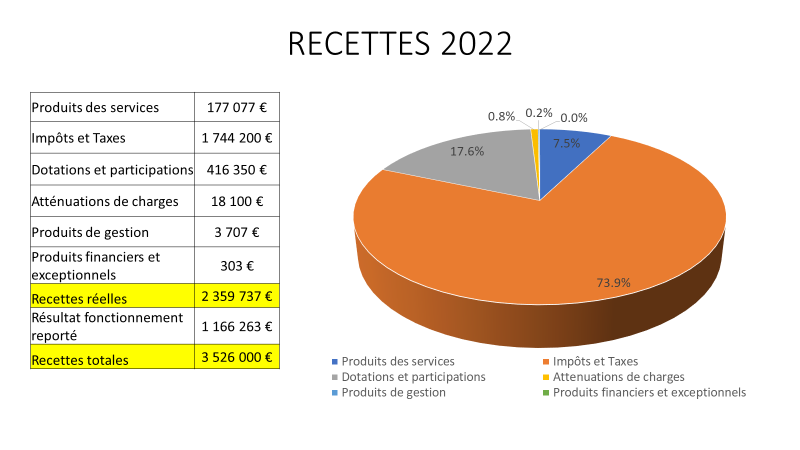 RECETTES 2022
Produits des services 177 077 €
Impôts et Taxes 1 744 200 €
Dotations et participations 416 350 €
Atténuations de charges 18 100 €
Produits de gestion 3 707 €
Produits financiers et
exceptionnels 303 €
Recettes réelles 2 359 737 €
Résultat fonctionnement
reporté 1 166 263 €
Recettes totales 3 526 000 €
0.8% 0.2% 0.0%
7.5%
17.6%
73.9%
Produits des services Impôts et Taxes
Dotations et participations Attenuations de charges
Produits de gestion Produits financiers et exceptionnels